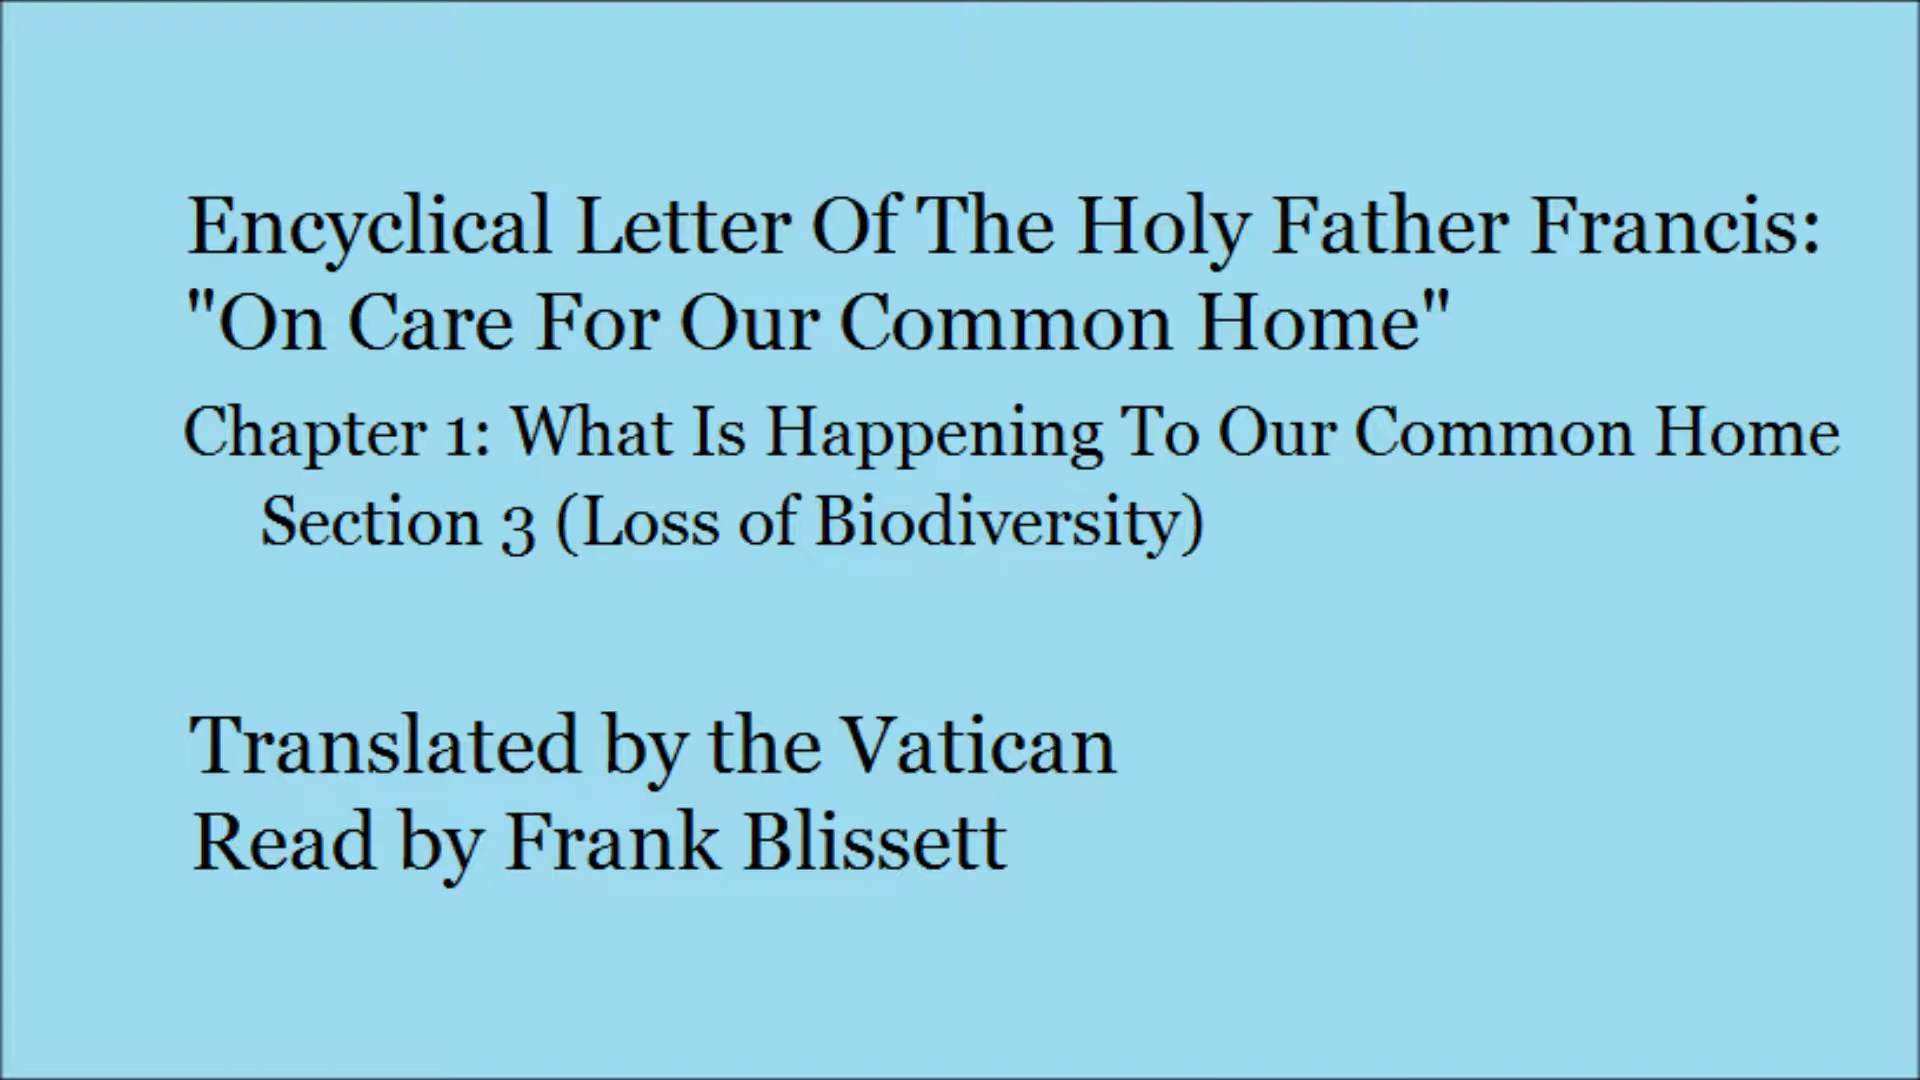 Encyclical Letter Of The Holy Father Francis:
"On Care For Our Common Home"
Chapter 1: What Is Happening To Our Common Home
Section 3 (Loss of Biodiversity)
Translated by the Vatican
Read by Frank Blissett